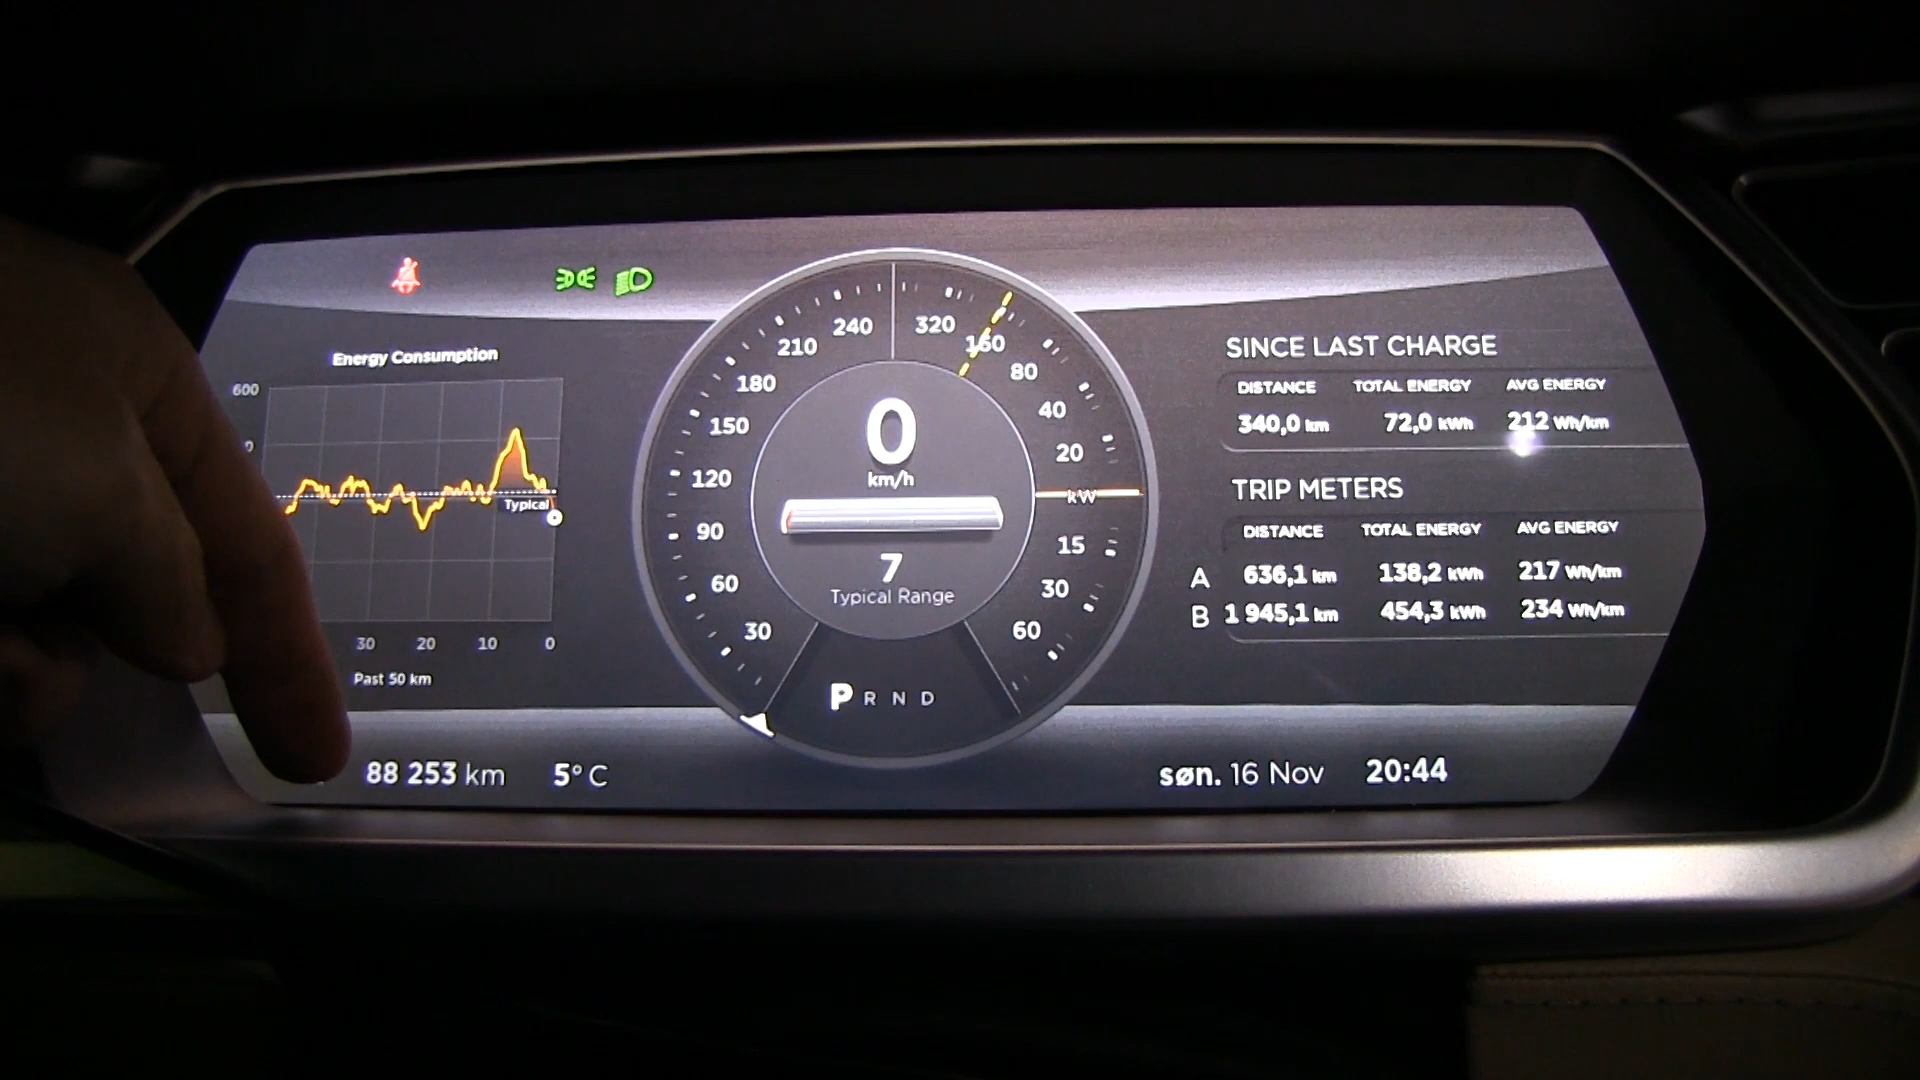 Energy Consumption
600
Typical
30 20 10 0
Past 50 km
240
210
180
150
120
90
60
30
320
160
80
40
20
kW
15
30
60
0
km/h
7
Typical Range
P R N D
SINCE LAST CHARGE
DISTANCE TOTAL ENERGY AVG ENERGY
340,0 km 72,0 kWh 212 Wh/km
TRIP METERS
DISTANCE TOTAL ENERGY AVG ENERGY
A 636,1 km 138,2 kWh 217 Wh/km
B 1 945,1 km 454,3 kWh 234 Wh/km
88 253 km 5° C
søn. 16 Nov 20:44